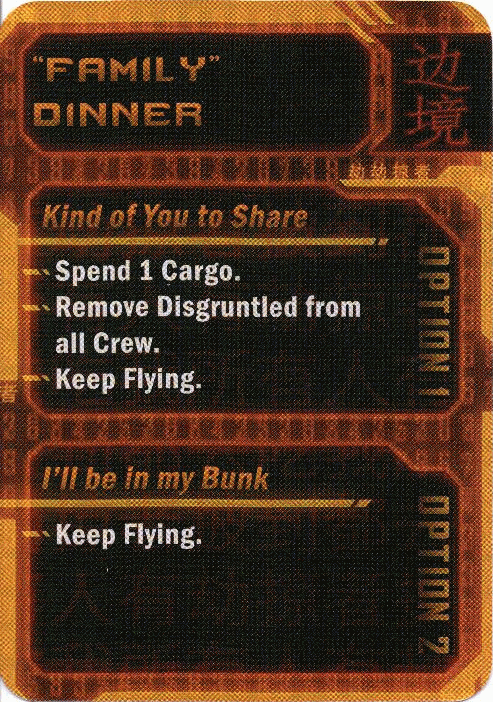 "FAMILY"
DINNER
边
境
Kind of You to Share
Spend 1 Cargo.
Remove Disgruntled from
all Crew.
Keep Flying.
OPTION 1
I'll be in my Bunk
Keep Flying.
OPTION 2